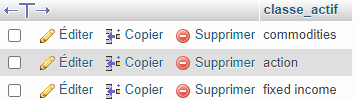 classe_actif
Éditer Copier Supprimer commodities
Éditer Copier Supprimer action
Éditer Copier Supprimer fixed income